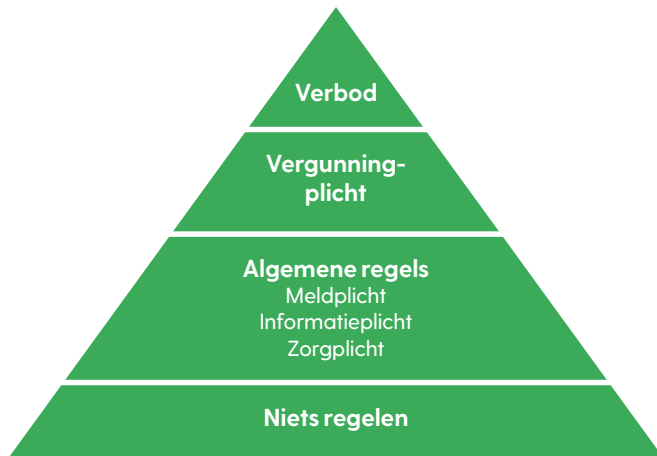 Verbod
Vergunning-
plicht
Algemene regels
Meldplicht
Informatieplicht
Zorgplicht
Niets regelen